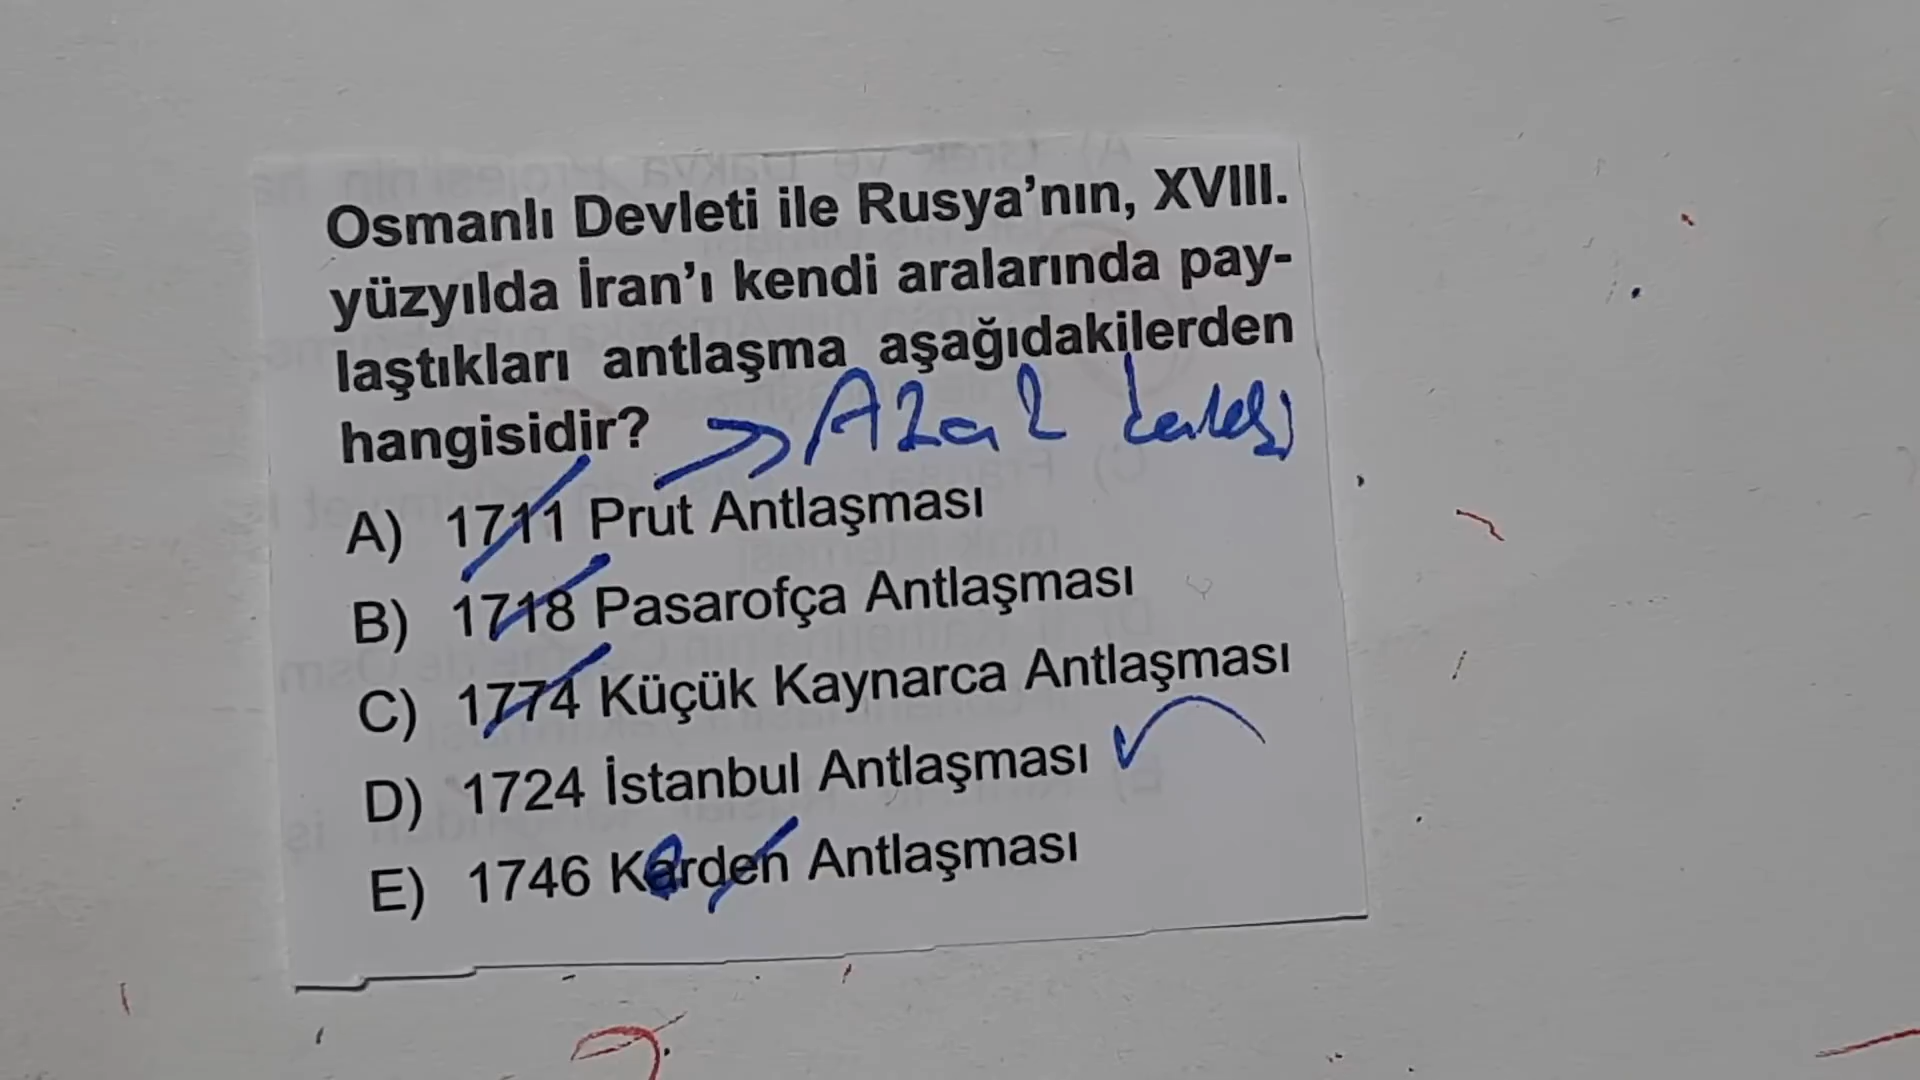 Osmanlı Devleti ile Rusya'nın, XVIII.
yüzyılda İran'ı kendi aralarında pay-
laştıkları antlaşma aşağıdakilerden
hangisidir?
A) 1711 Prut Antlaşması
B) 1718 Pasarofça Antlaşması
C) 1774 Küçük Kaynarca Antlaşması
D) 1724 İstanbul Antlaşması
E) 1746 Kerden Antlaşması